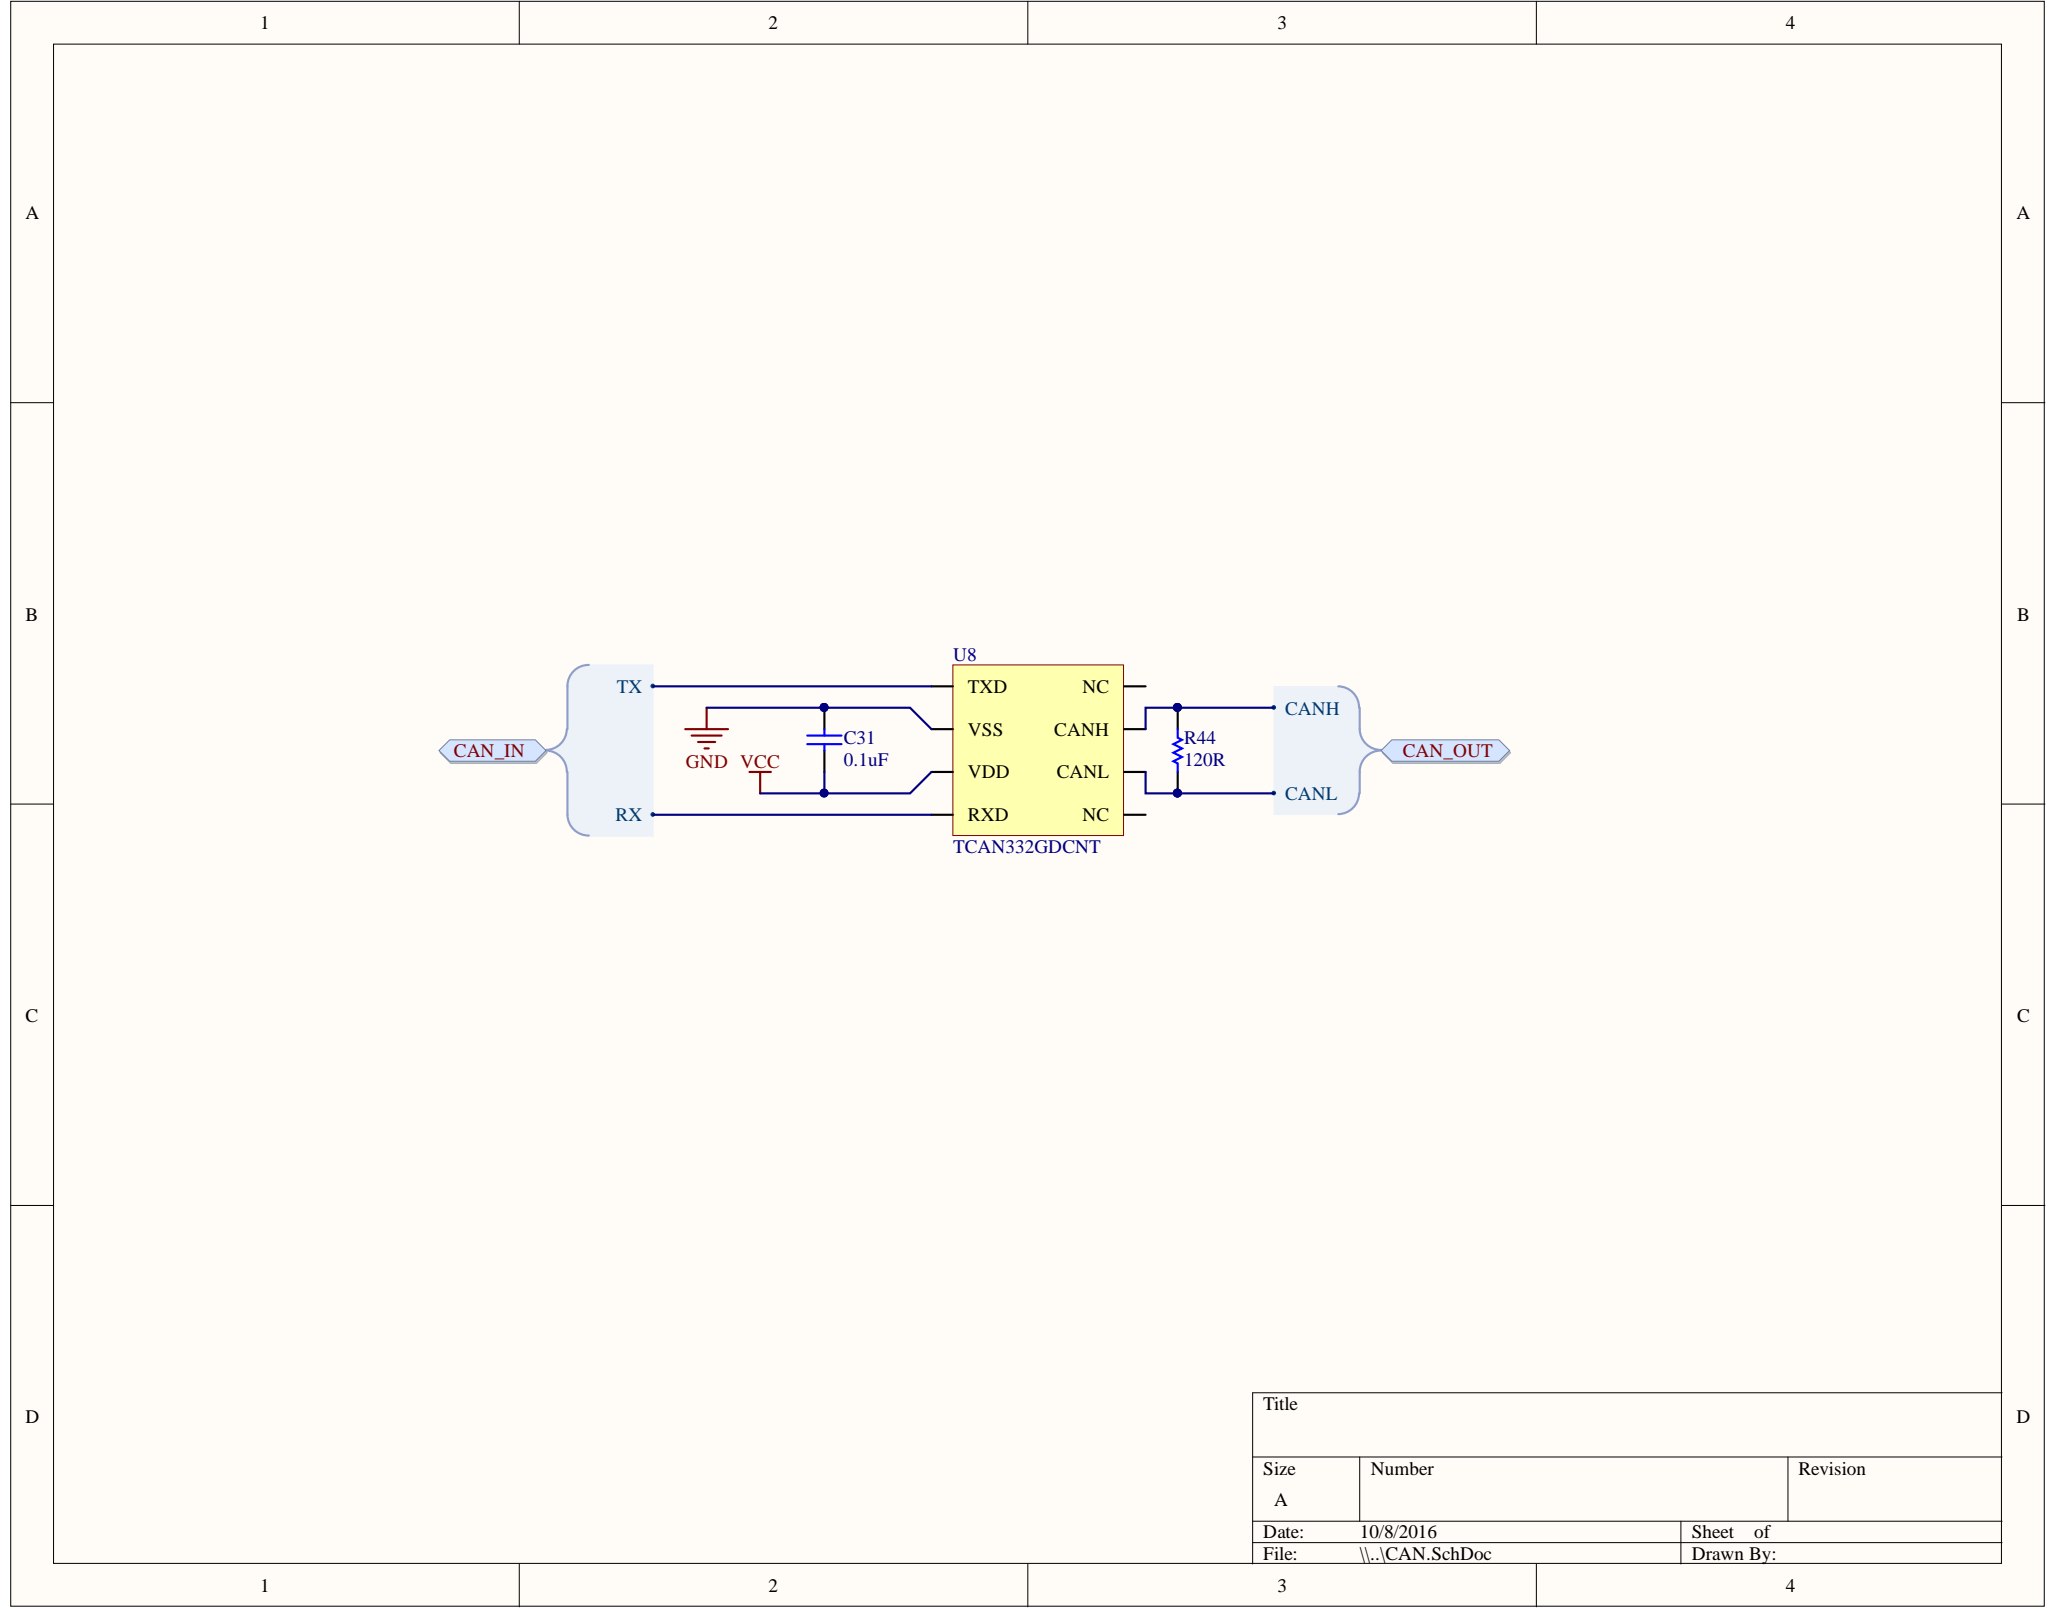 1 2 3 4
A A
B B
U8
TX TXD NC CANH
VSS CANH R44
CAN_IN C31 120R CAN_OUT
GND VCC 0.1uF
VDD CANL CANL
RX RXD NC
TCAN332GDCNT
C C
Title
D D
Size Number Revision
A
Date: 10/8/2016 Sheet of
File: \\..\CAN.SchDoc Drawn By:
1 2 3 4